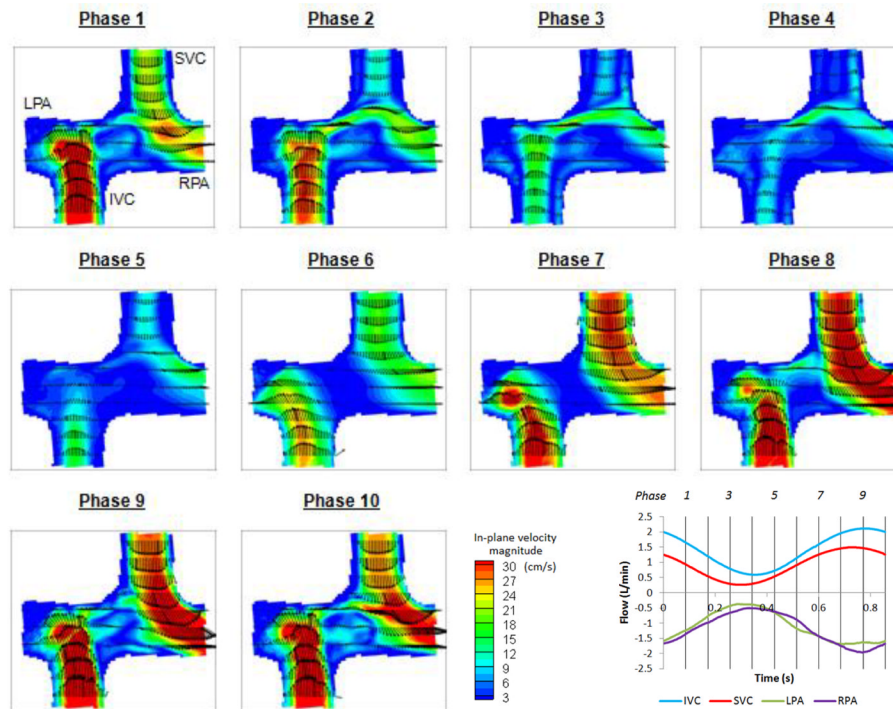 Phase 1
Phase 2
Phase 3
Phase 4
SVC
LPA
RPA
IVC
Phase 5
Phase 6
Phase 7
Phase 8
Phase 9
Phase 10
In-plane velocity
magnitude
(cm/s)
30
27
24
21
18
15
12
9
6
3
Phase 1 3 5 7 9
Flow (L/min)
2.5
2
1.5
1
0.5
0
-0.5
-1
-1.5
-2
-2.5
0 0.2 0.4 0.6 0.8
Time (s)
IVC SVC LPA RPA